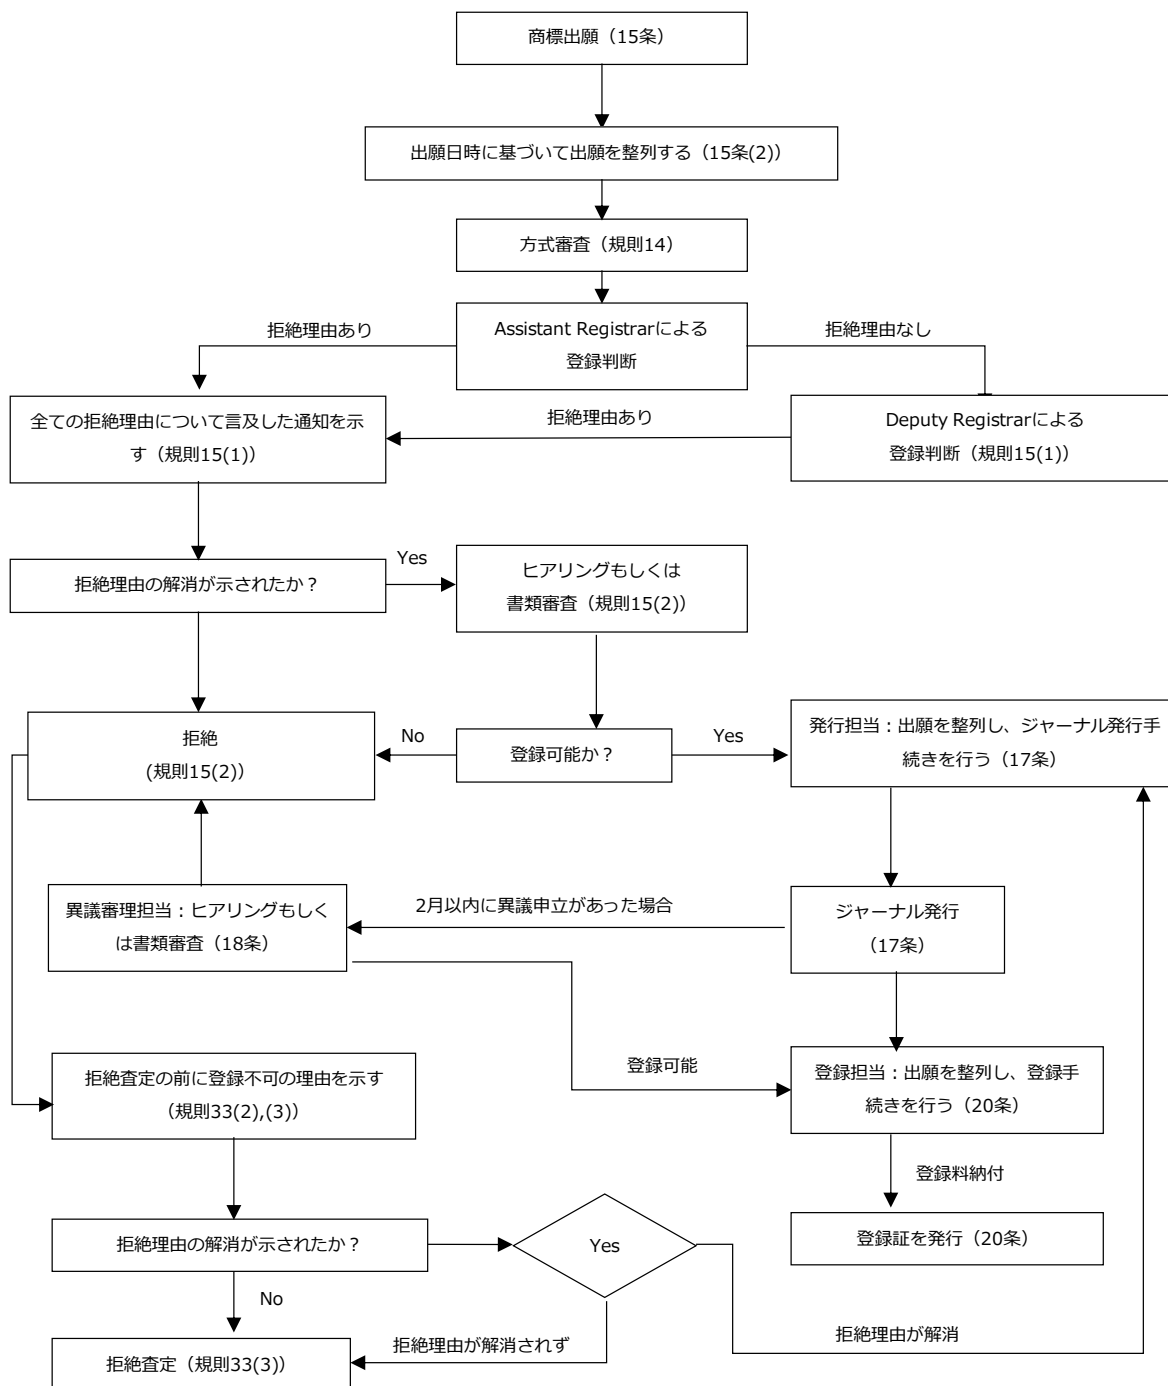 商標出願（15条）
出願日時に基づいて出願を整列する（15条(2)）
方式審査（規則14）
拒絶理由あり
Assistant Registrarによる
登録判断
拒絶理由なし
全ての拒絶理由について言及した通知を示
す（規則15(1)）
拒絶理由あり
Deputy Registrarによる
登録判断（規則15(1)）
拒絶理由の解消が示されたか？
Yes
ヒアリングもしくは
書類審査（規則15(2)）
拒絶
(規則15(2)）
No
登録可能か？
Yes
発行担当：出願を整列し、ジャーナル発行手
続きを行う（17条）
異議審理担当：ヒアリングもしく
は書類審査（18条）
2月以内に異議申立があった場合
ジャーナル発行
（17条）
拒絶査定の前に登録不可の理由を示す
（規則33(2),(3)）
登録可能
登録担当：出願を整列し、登録手
続きを行う（20条）
登録料納付
拒絶理由の解消が示されたか？
Yes
登録証を発行（20条）
No
拒絶査定（規則33(3)）
拒絶理由が解消されず
拒絶理由が解消